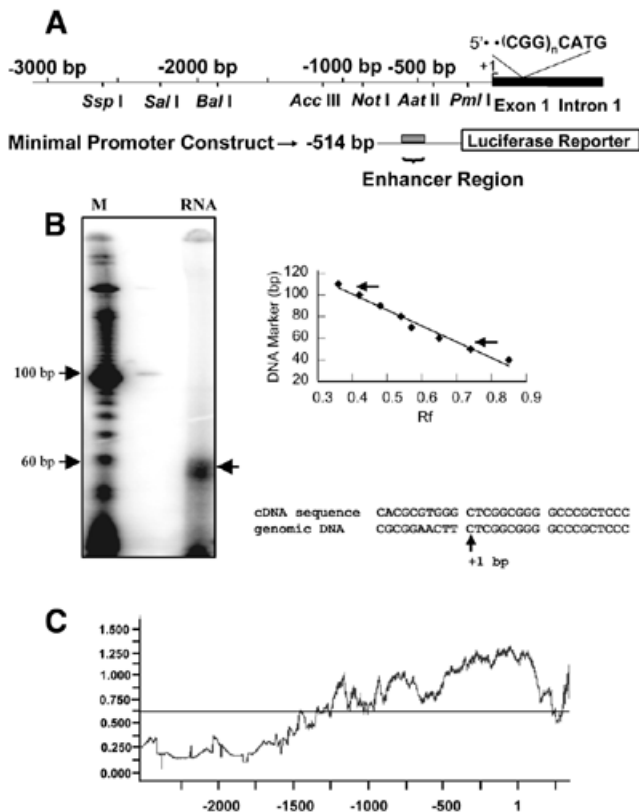 A
5'··(CGG)nCATG
+1
-3000 bp -2000 bp -1000 bp -500 bp
Ssp I Sal I Bal I Acc III Not I Aat II Pml I Exon 1 Intron 1
Minimal Promoter Construct → -514 bp Luciferase Reporter
Enhancer Region
B
M RNA
100 bp
60 bp
DNA Marker (bp)
120
100
80
60
40
20
0.3 0.4 0.5 0.6 0.7 0.8 0.9
Rf
cDNA sequence CACGCGTGGG CTCGGCGGG GCCCGCTCCC
genomic DNA CGCGGAACTT CTCGGCGGG GCCCGCTCCC
+1 bp
C
1.500
1.250
1.000
0.750
0.500
0.250
0.000
-2000 -1500 -1000 -500 1